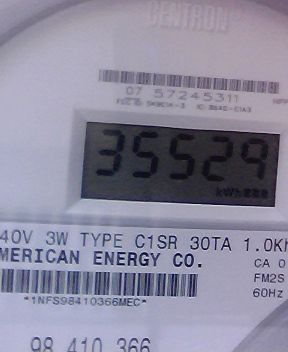 CENTRON
07 57245311
35529
kWh
40V 3W TYPE C1SR 30TA 1.0Kh
MERICAN ENERGY CO.
CA 0
FM2S
60Hz
*1NFS98410366MEC*
98 410 366